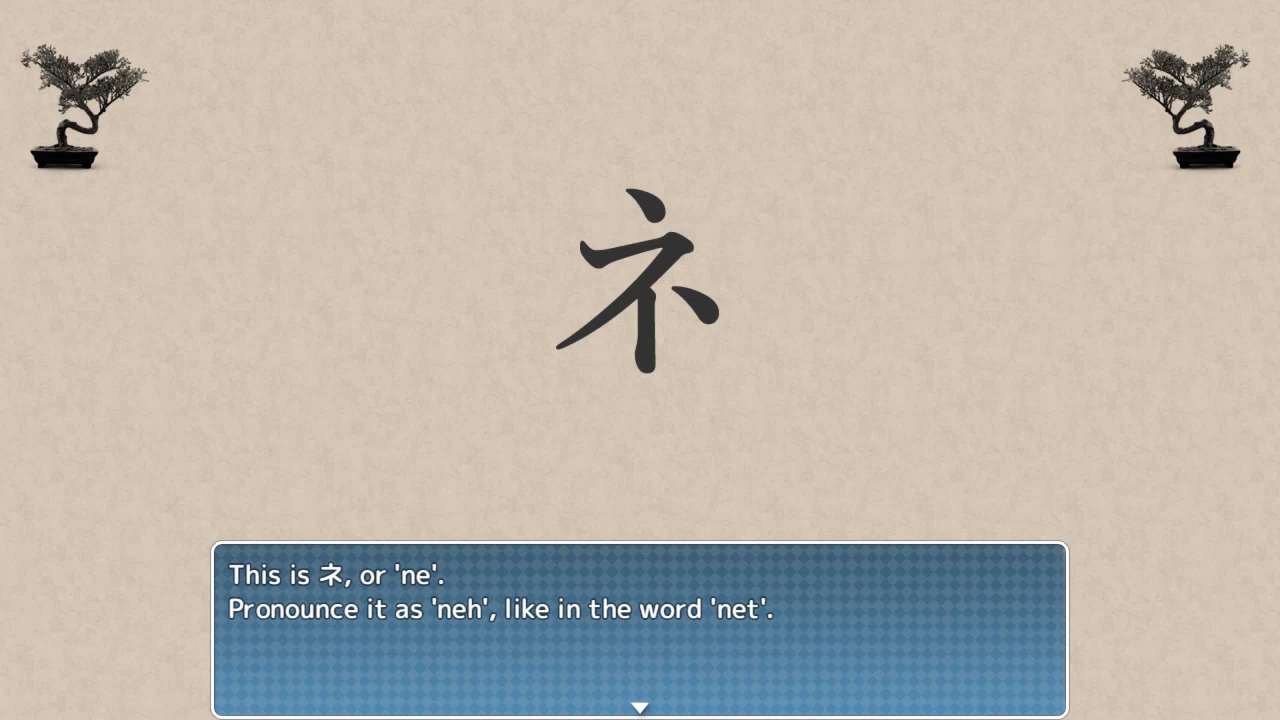 ネ
This is ネ, or 'ne'.
Pronounce it as 'neh', like in the word 'net'.